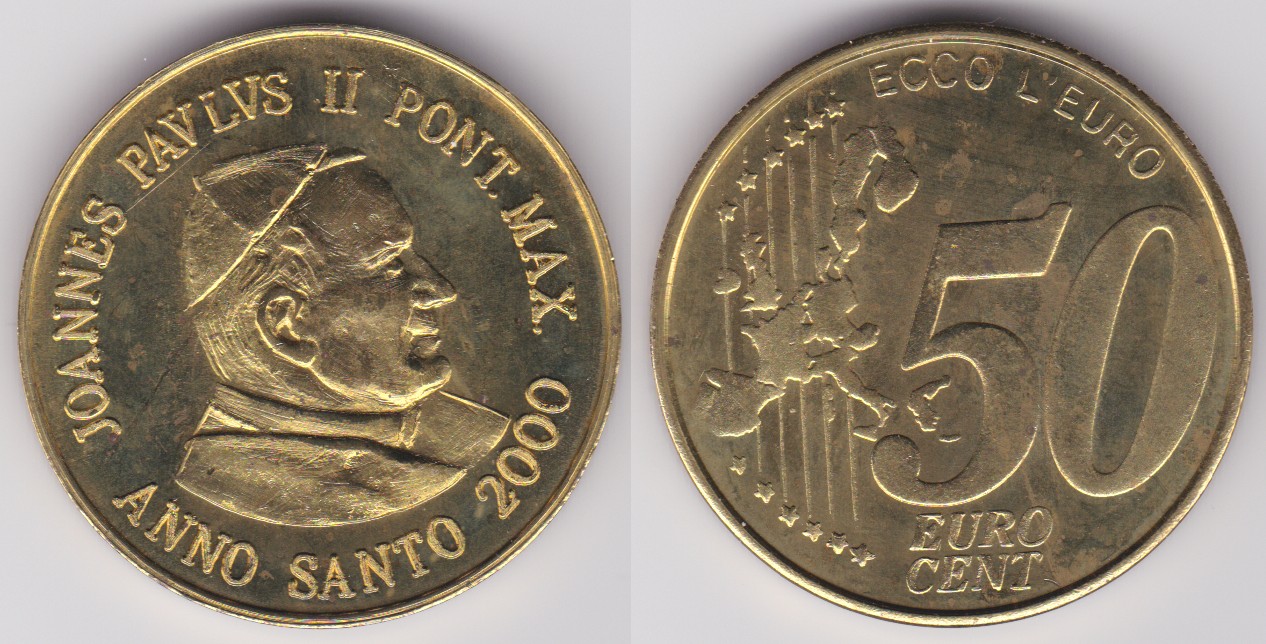 JOANNES PAVLVS II PONT. MAX.
ANNO SANTO 2000
ECCO L'EURO
50
EURO
CENT